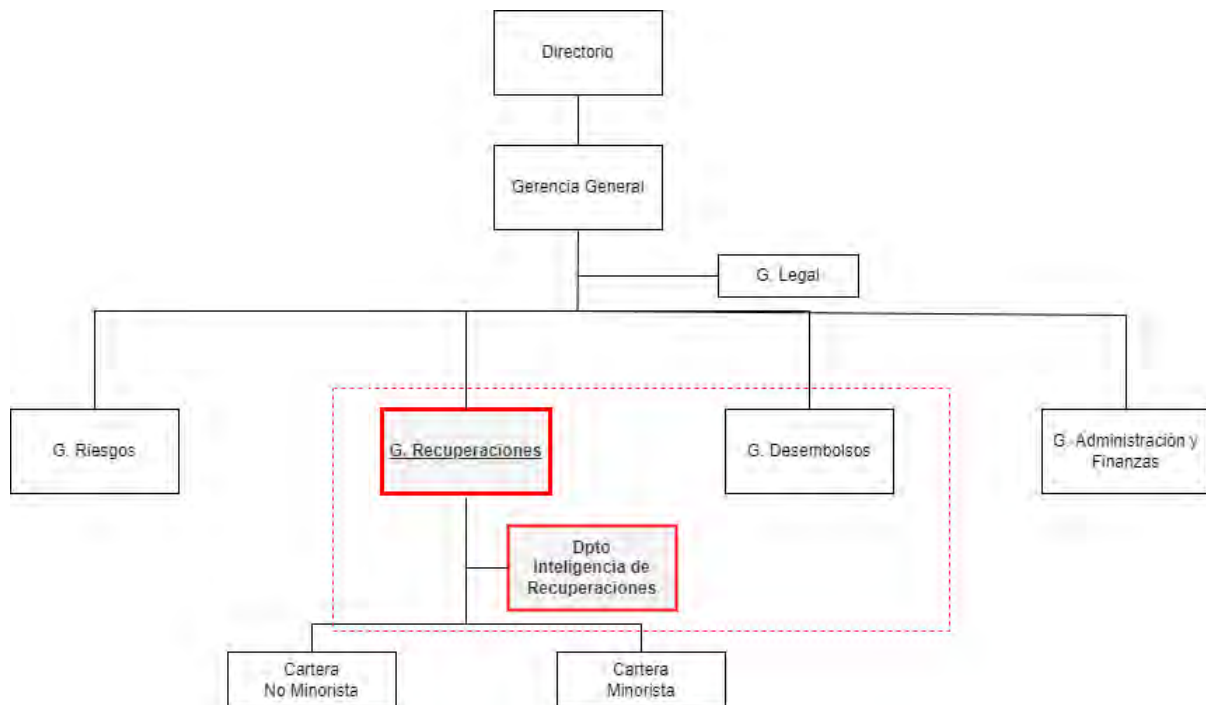 Directorio
Gerencia General
G. Legal
G. Riesgos
G. Recuperaciones
G. Desembolsos
G. Administración y
Finanzas
Dpto
Inteligencia de
Recuperaciones
Cartera
No Minorista
Cartera
Minorista